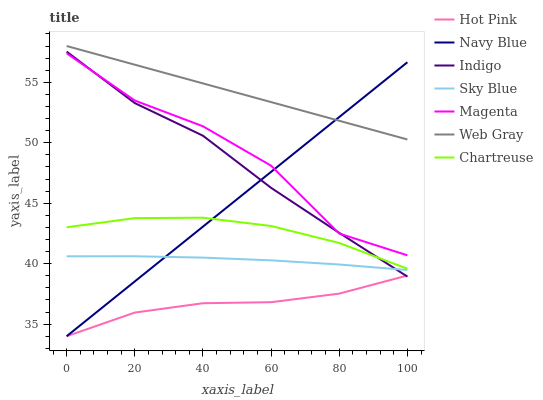 title
Hot Pink
Navy Blue
Indigo
Sky Blue
Magenta
Web Gray
Chartreuse
yaxis_label
55
50
45
40
35
0 20 40 60 80 100
xaxis_label